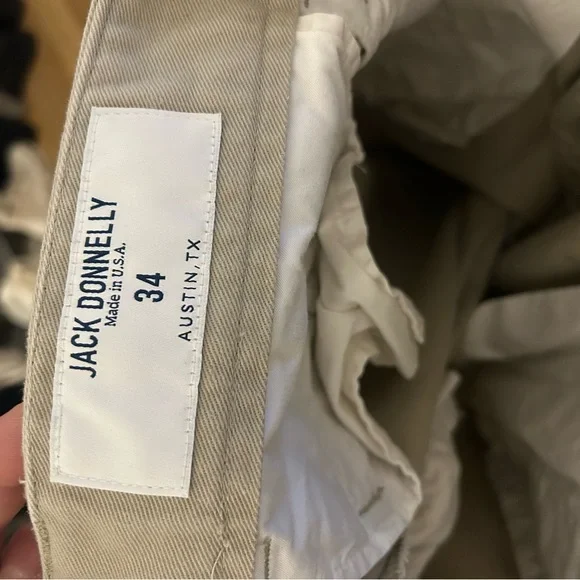 JACK DONNELLY
Made in U.S.A.
34
AUSTIN, TX